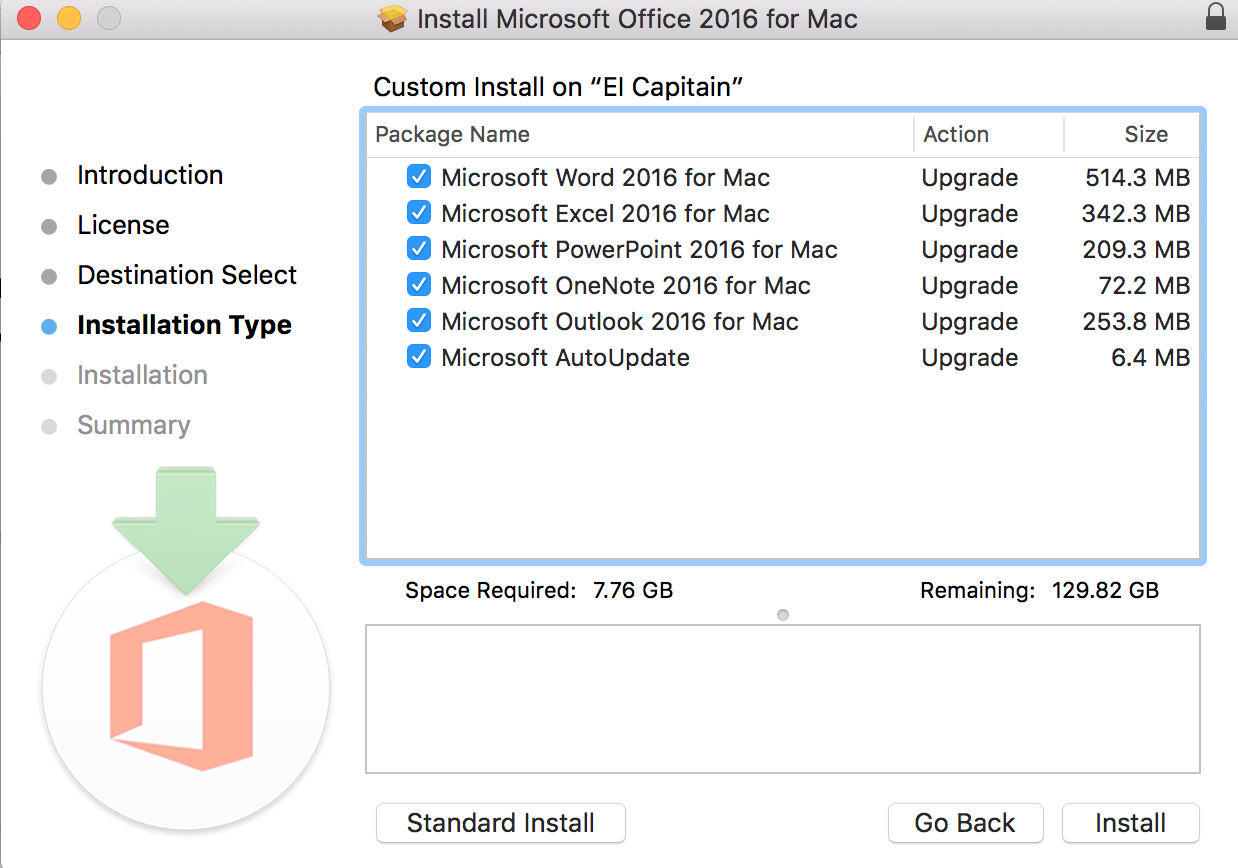 Install Microsoft Office 2016 for Mac
Custom Install on “El Capitain”
Package Name Action Size
Microsoft Word 2016 for Mac Upgrade 514.3 MB
Microsoft Excel 2016 for Mac Upgrade 342.3 MB
Microsoft PowerPoint 2016 for Mac Upgrade 209.3 MB
Microsoft OneNote 2016 for Mac Upgrade 72.2 MB
Microsoft Outlook 2016 for Mac Upgrade 253.8 MB
Microsoft AutoUpdate Upgrade 6.4 MB
Introduction
License
Destination Select
Installation Type
Installation
Summary
Space Required: 7.76 GB Remaining: 129.82 GB
Standard Install Go Back Install